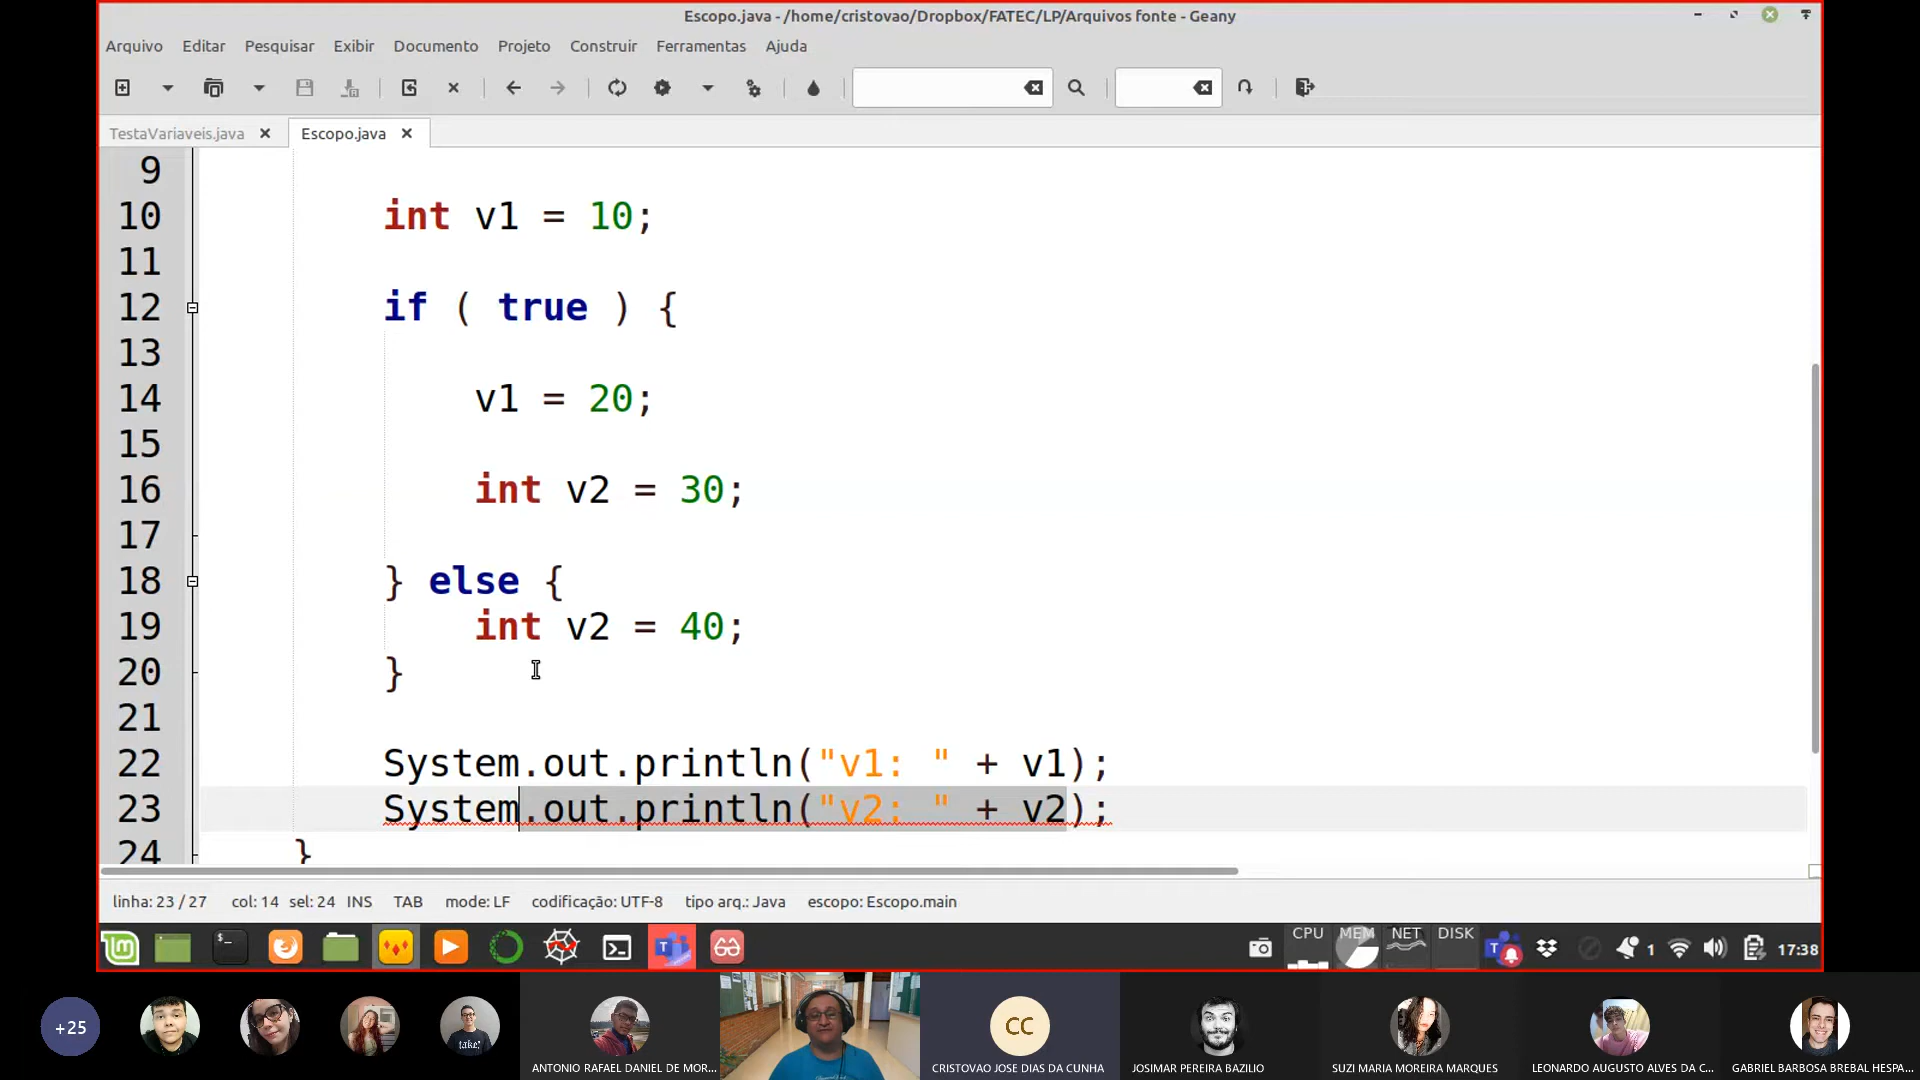 Escopo.java - /home/cristovao/Dropbox/FATEC/LP/Arquivos fonte - Geany
Arquivo Editar Pesquisar Exibir Documento Projeto Construir Ferramentas Ajuda
TestaVariaveis.java Escopo.java
9
10 int v1 = 10;
11
12 if ( true ) {
13
14 v1 = 20;
15
16 int v2 = 30;
17
18 } else {
19 int v2 = 40;
20 }
21
22 System.out.println("v1: " + v1);
23 System.out.println("v2: " + v2);
24 }
linha: 23 / 27 col: 14 sel: 24 INS TAB mode: LF codificação: UTF-8 tipo arq.: Java escopo: Escopo.main
CPU MEM NET DISK 1 17:38
+25 take! CC
ANTONIO RAFAEL DANIEL DE MOR... CRISTOVAO JOSE DIAS DA CUNHA JOSIMAR PEREIRA BAZILIO SUZI MARIA MOREIRA MARQUES LEONARDO AUGUSTO ALVES DA C... GABRIEL BARBOSA BREBAL HESPA...